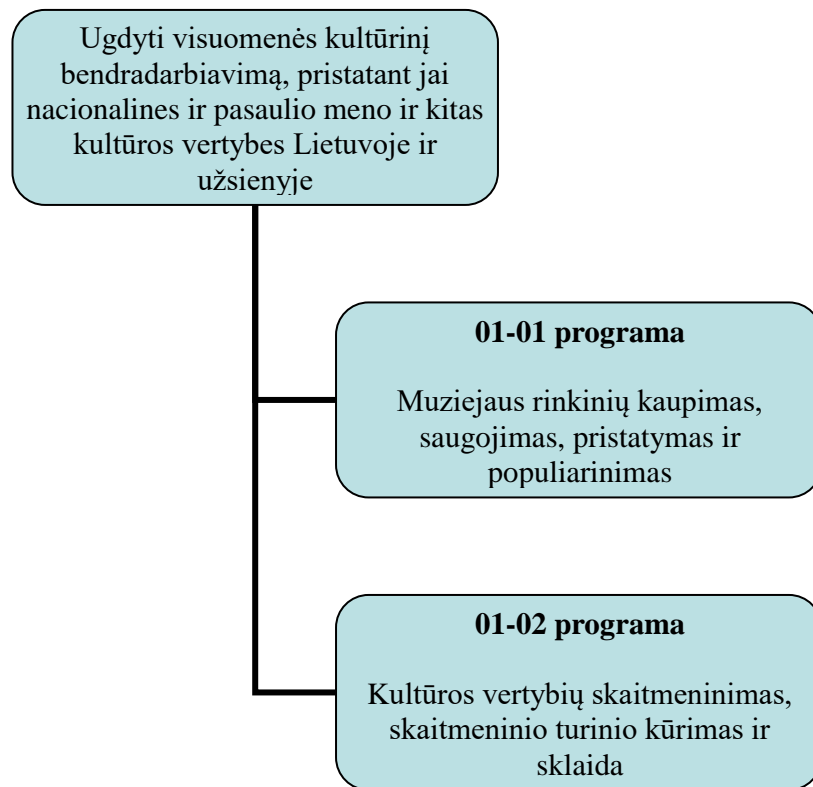 Ugdyti visuomenės kultūrinį
bendradarbiavimą, pristatant jai
nacionalines ir pasaulio meno ir kitas
kultūros vertybes Lietuvoje ir
užsienyje
01-01 programa
Muziejaus rinkinių kaupimas,
saugojimas, pristatymas ir
populiarinimas
01-02 programa
Kultūros vertybių skaitmeninimas,
skaitmeninio turinio kūrimas ir
sklaida